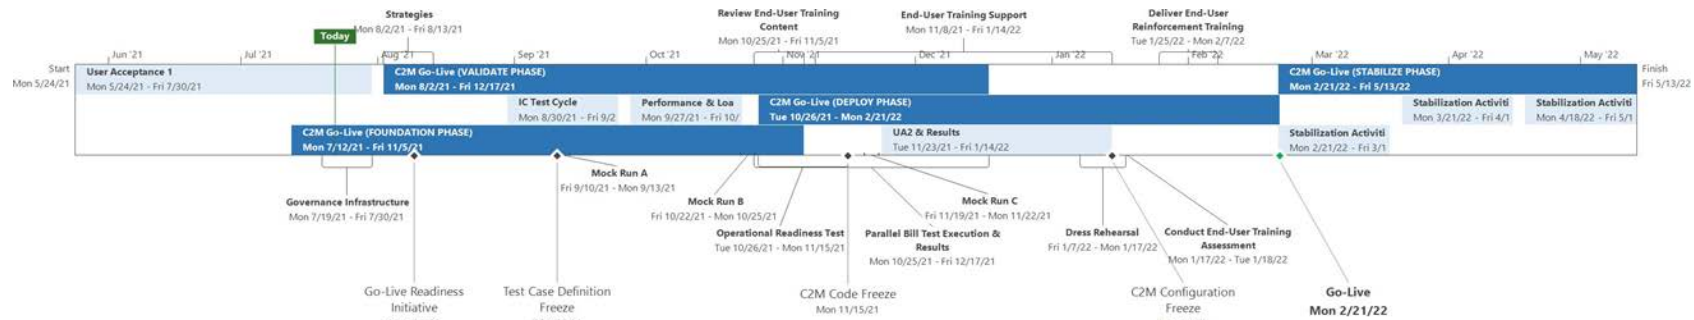 Strategies
Mon 8/2/21 - Fri 8/13/21
Review End-User Training
Content
Mon 10/25/21 - Fri 11/5/21
End-User Training Support
Mon 11/8/21 - Fri 1/14/22
Deliver End-User
Reinforcement Training
Tue 1/25/22 - Mon 2/7/22
Today
Jun '21
Jul '21
Aug '21
Sep '21
Oct '21
Nov '21
Dec '21
Jan '22
Feb '22
Mar '22
Apr '22
May '22
Start
Mon 5/24/21
Finish
Fri 5/13/22
User Acceptance 1
Mon 5/24/21 - Fri 7/30/21
C2M Go-Live (VALIDATE PHASE)
Mon 8/2/21 - Fri 12/17/21
C2M Go-Live (STABILIZE PHASE)
Mon 2/21/22 - Fri 5/13/22
IC Test Cycle
Mon 8/30/21 - Fri 9/2
Performance & Loa
Mon 9/27/21 - Fri 10/
C2M Go-Live (DEPLOY PHASE)
Tue 10/26/21 - Mon 2/21/22
Stabilization Activiti
Mon 3/21/22 - Fri 4/1
Stabilization Activiti
Mon 4/18/22 - Fri 5/1
C2M Go-Live (FOUNDATION PHASE)
Mon 7/12/21 - Fri 11/5/21
UA2 & Results
Tue 11/23/21 - Fri 1/14/22
Stabilization Activiti
Mon 2/21/22 - Fri 3/1
Governance Infrastructure
Mon 7/19/21 - Fri 7/30/21
Mock Run A
Fri 9/10/21 - Mon 9/13/21
Mock Run B
Fri 10/22/21 - Mon 10/25/21
Mock Run C
Fri 11/19/21 - Mon 11/22/21
Operational Readiness Test
Tue 10/26/21 - Mon 11/15/21
Parallel Bill Test Execution &
Results
Mon 10/25/21 - Fri 12/17/21
Dress Rehearsal
Fri 1/7/22 - Mon 1/17/22
Conduct End-User Training
Assessment
Mon 1/17/22 - Tue 1/18/22
Go-Live Readiness
Initiative
Test Case Definition
Freeze
C2M Code Freeze
Mon 11/15/21
C2M Configuration
Freeze
Go-Live
Mon 2/21/22